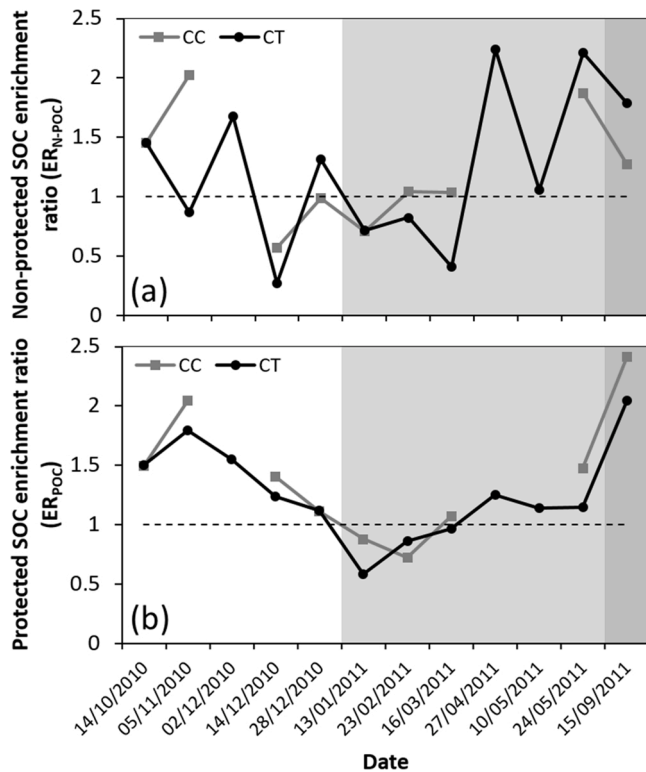 Non-protected SOC enrichment
ratio (ER_N-POC)
2.5
2
1.5
1
0.5
0
CC CT
(a)
Protected SOC enrichment ratio
(ER_POC)
2.5
2
1.5
1
0.5
0
CC CT
(b)
14/10/2010
05/11/2010
02/12/2010
14/12/2010
28/12/2010
13/01/2011
23/02/2011
16/03/2011
27/04/2011
10/05/2011
24/05/2011
15/09/2011
Date